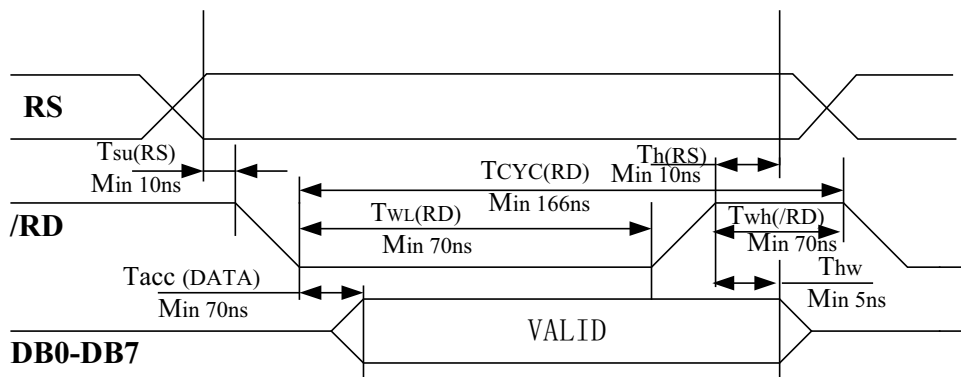 RS
Tsu(RS)
Min 10ns
Th(RS)
Min 10ns
TCYC(RD)
Min 166ns
/RD
TWL(RD)
Min 70ns
Twh(/RD)
Min 70ns
Tacc (DATA)
Min 70ns
Thw
Min 5ns
VALID
DB0-DB7